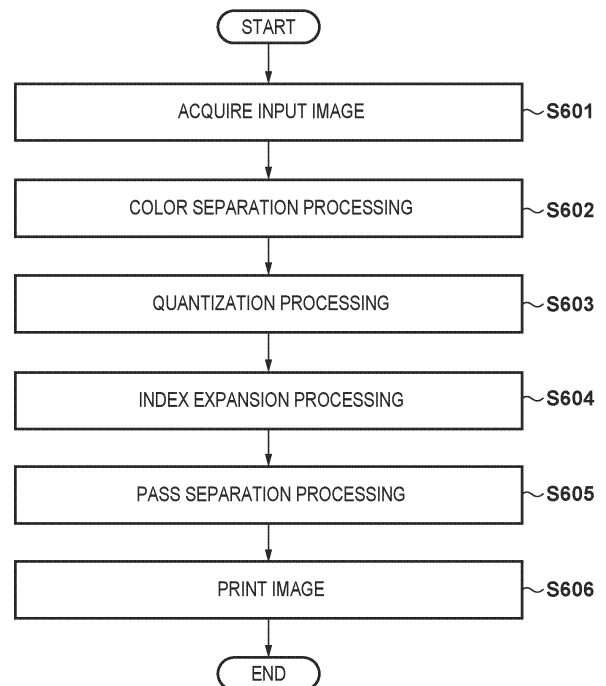 START
ACQUIRE INPUT IMAGE S601
COLOR SEPARATION PROCESSING S602
QUANTIZATION PROCESSING S603
INDEX EXPANSION PROCESSING S604
PASS SEPARATION PROCESSING S605
PRINT IMAGE S606
END